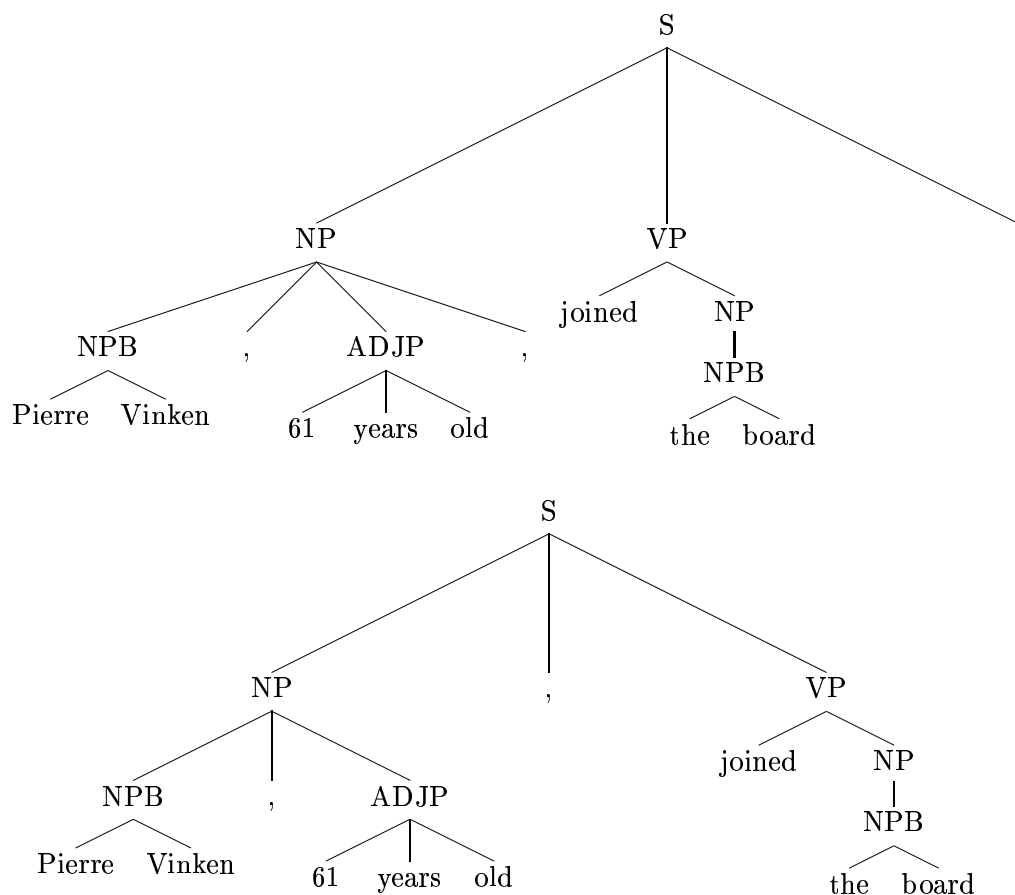 S
NP VP
joined NP
NPB , ADJP ,
NPB
Pierre Vinken 61 years old
the board
S
NP , VP
joined NP
NPB , ADJP
NPB
Pierre Vinken 61 years old
the board